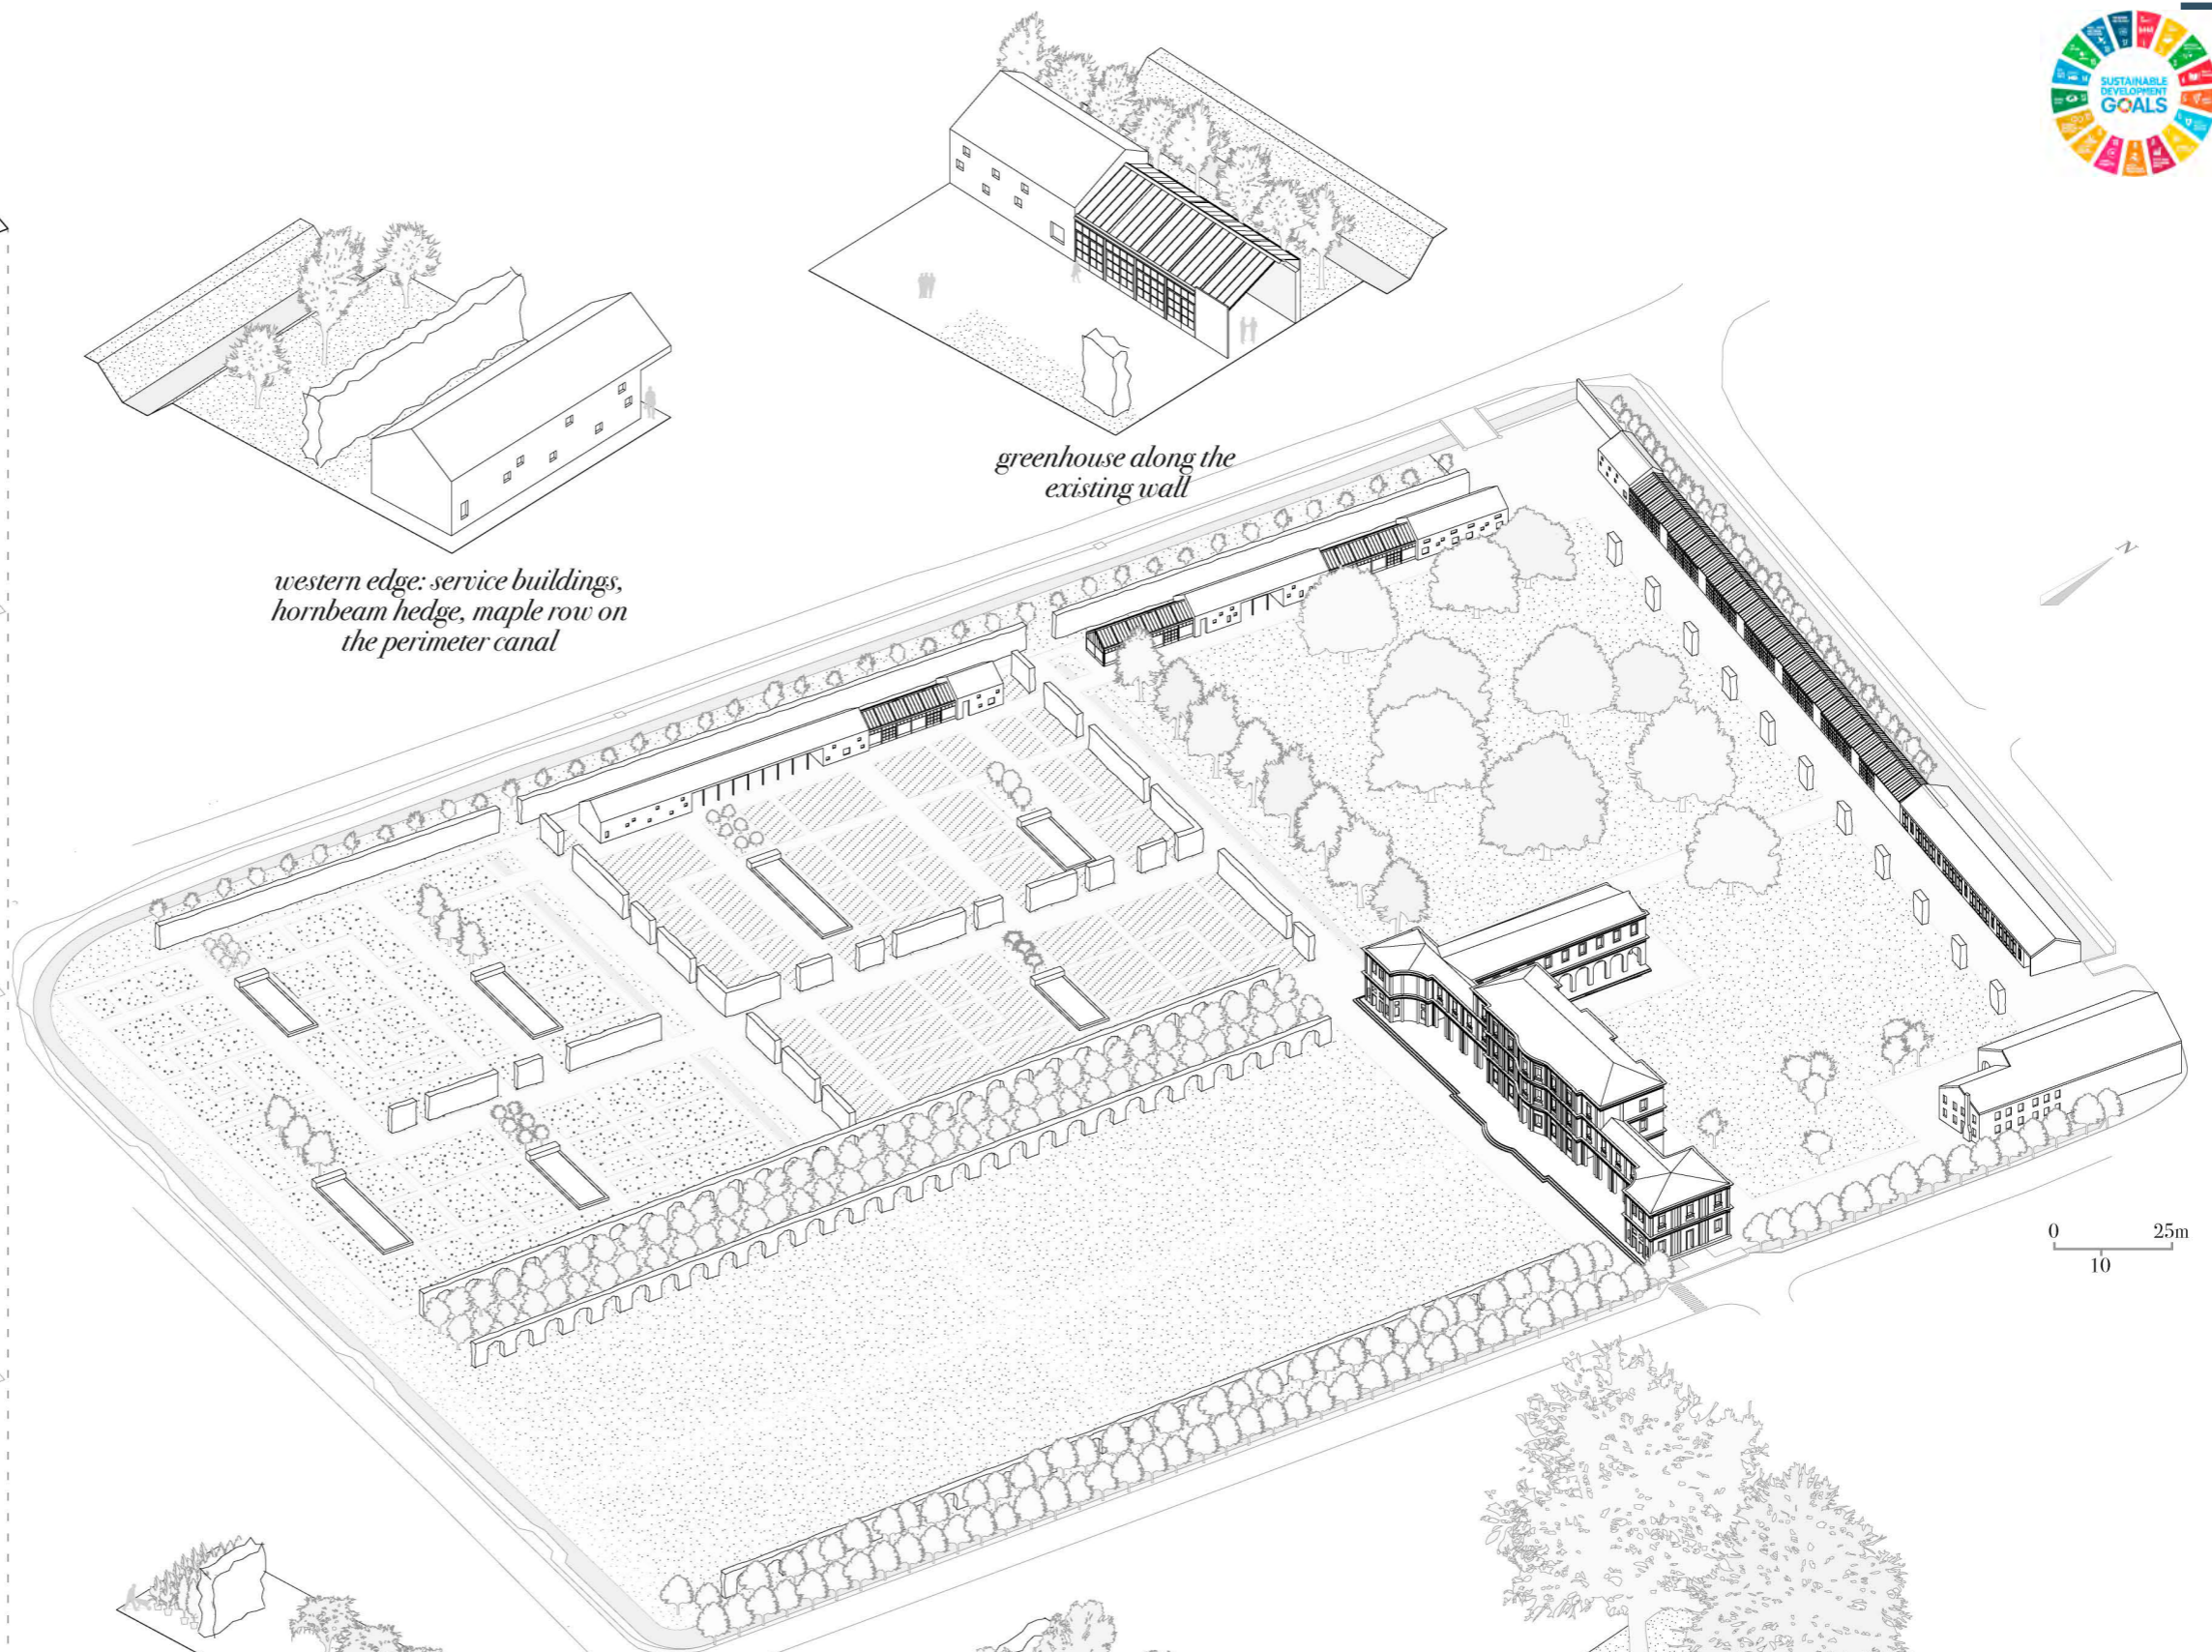 SUSTAINABLE
DEVELOPMENT
GOALS
greenhouse along the
existing wall
western edge: service buildings,
hornbeam hedge, maple row on
the perimeter canal
N
0 25m
10